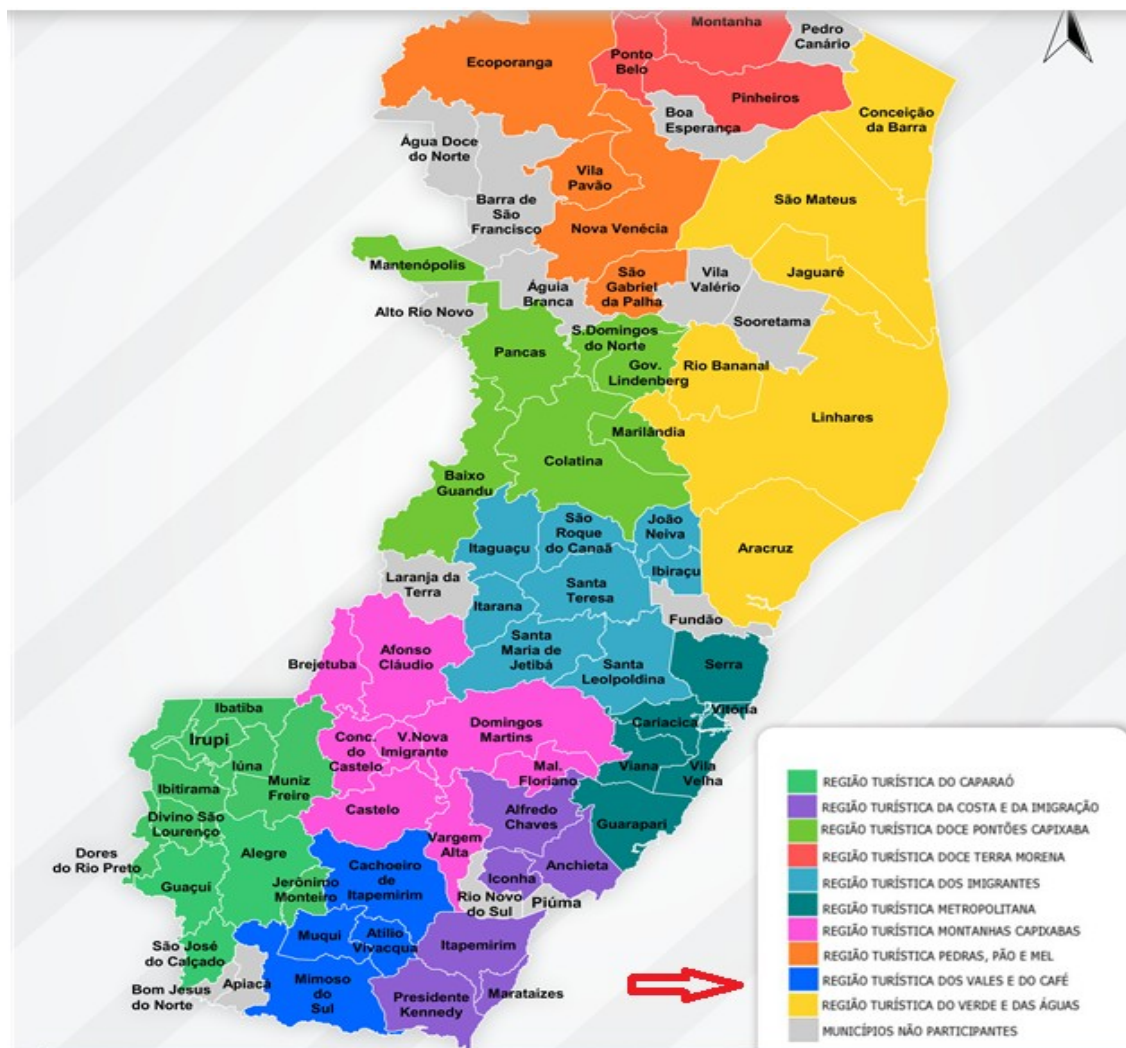 Montanha
Pedro
Canário
Ecoporanga
Ponto
Belo
Pinheiros
Conceição
da Barra
Boa
Esperança
Água Doce
do Norte
Vila
Pavão
Barra de
São
Francisco
São Mateus
Nova Venécia
Mantenópolis
Águia
Branca
São
Gabriel
da Palha
Vila
Valério
Jaguaré
Alto Rio Novo
Sooretama
S.Domingos
do Norte
Pancas
Gov.
Lindenberg
Rio Bananal
Linhares
Marilândia
Colatina
Baixo
Guandu
São
Roque
do Canaã
João
Neiva
Itaguaçu
Aracruz
Ibiraçu
Laranja da
Terra
Santa
Teresa
Itarana
Fundão
Afonso
Cláudio
Brejetuba
Santa
Maria de
Jetibá
Santa
Leolpoldina
Serra
Ibatiba
Vitória
Cariacica
Domingos
Martins
Irupi
Conc.
do
Castelo
V.Nova
Imigrante
Iúna
Mal.
Floriano
Viana
Vila
Velha
Ibitirama
Muniz
Freire
Castelo
Alfredo
Chaves
Guarapari
Divino São
Lourenço
Vargem
Alta
Dores
do Rio Preto
Alegre
Cachoeiro
de
Itapemirim
Anchieta
Guaçui
Jerônimo
Monteiro
Iconha
Rio Novo
do Sul
Piúma
Muqui
Atílio
Vivacqua
Itapemirim
São José
do Calçado
Bom Jesus
do Norte
Apiacá
Mimoso
do
Sul
Presidente
Kennedy
Marataízes
REGIÃO TURÍSTICA DO CAPARAÓ
REGIÃO TURÍSTICA DA COSTA E DA IMIGRAÇÃO
REGIÃO TURÍSTICA DOCE PONTÕES CAPIXABA
REGIÃO TURÍSTICA DOCE TERRA MORENA
REGIÃO TURÍSTICA DOS IMIGRANTES
REGIÃO TURÍSTICA METROPOLITANA
REGIÃO TURÍSTICA MONTANHAS CAPIXABAS
REGIÃO TURÍSTICA PEDRAS, PÃO E MEL
REGIÃO TURÍSTICA DOS VALES E DO CAFÉ
REGIÃO TURÍSTICA DO VERDE E DAS ÁGUAS
MUNICÍPIOS NÃO PARTICIPANTES